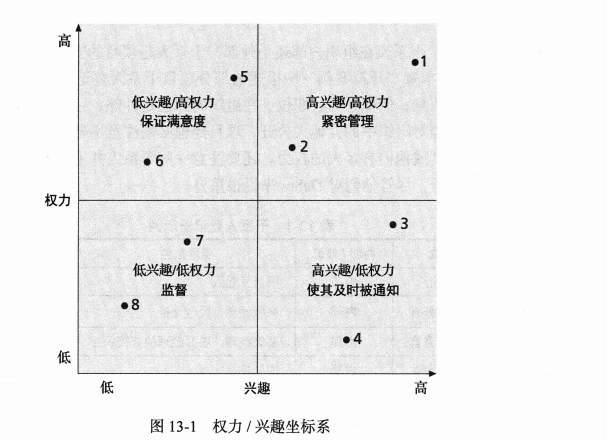 高
1
5
低兴趣/高权力
保证满意度
高兴趣/高权力
紧密管理
2
6
权力
3
7
低兴趣/低权力
监督
高兴趣/低权力
使其及时被通知
8
4
低
低
兴趣
高
图 13-1 权力 / 兴趣坐标系